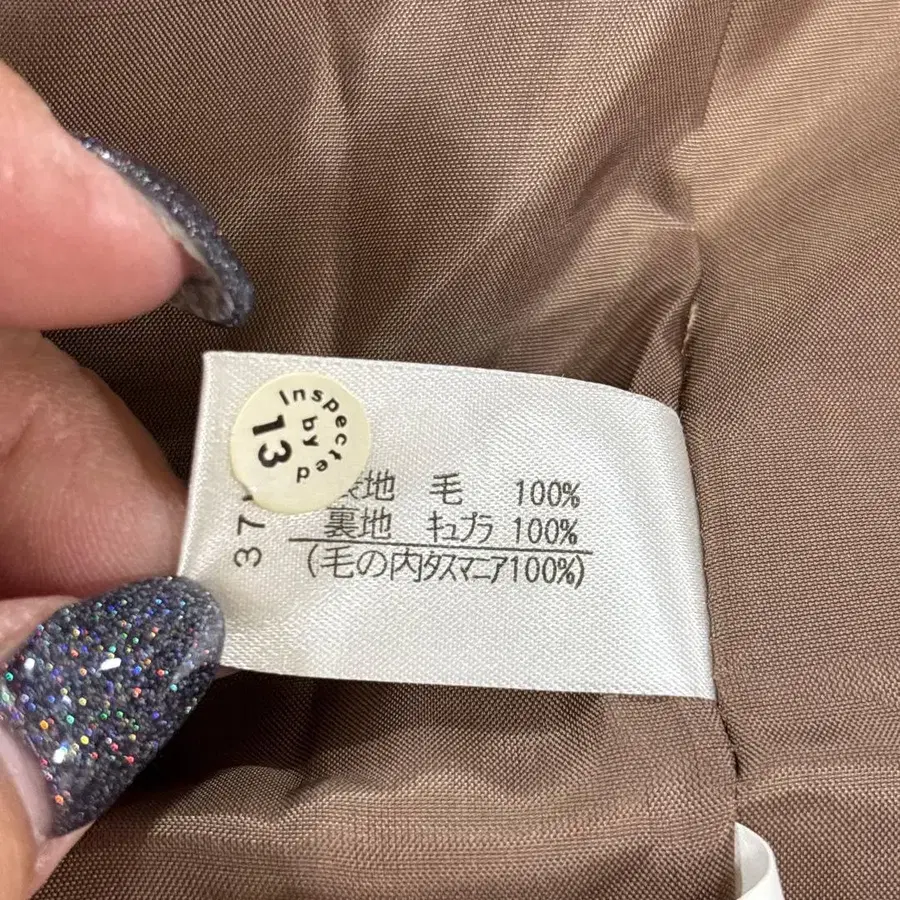 Inspected by
13
表地 毛 100%
裏地 キュプラ 100%
(毛の内タスマニア100%)
37